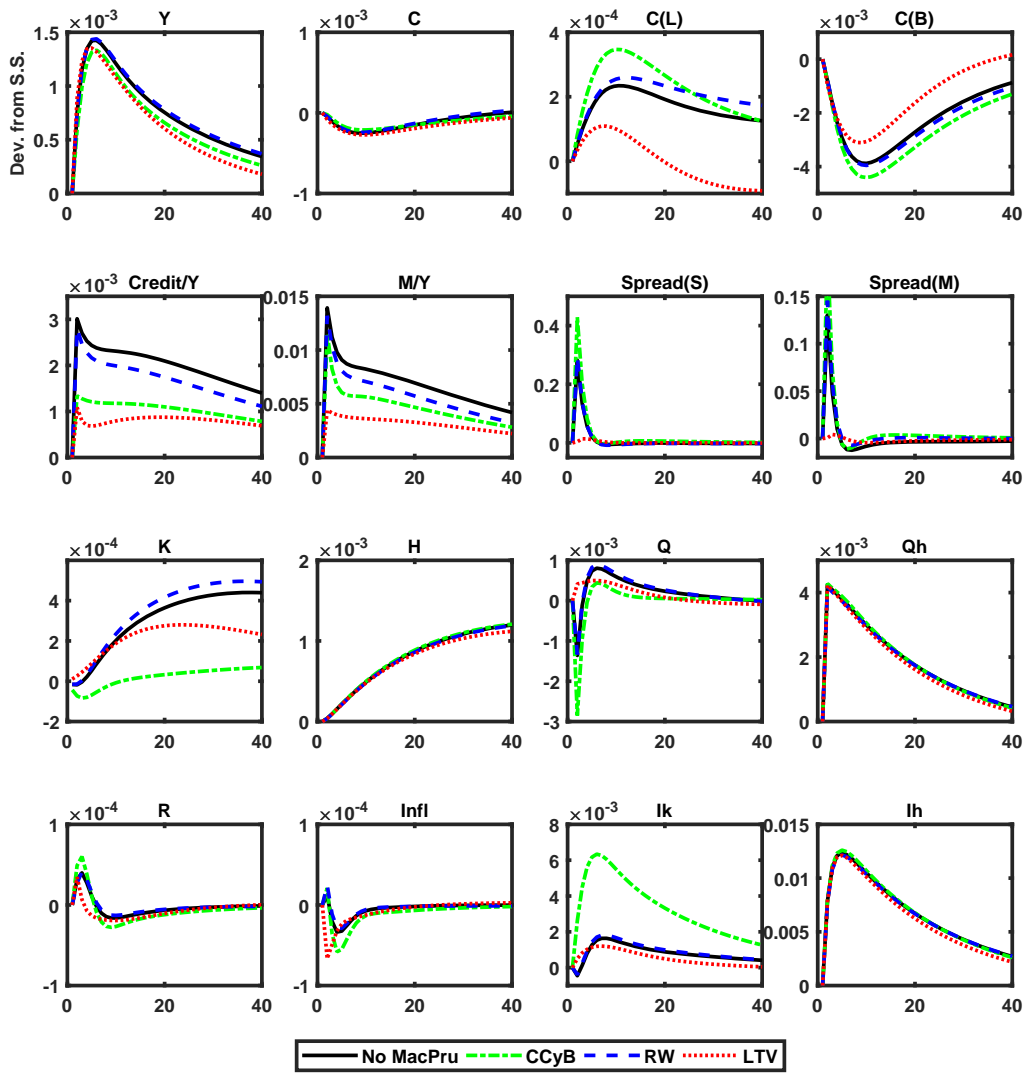 Y C C(L) C(B)
×10-3 ×10-3 ×10-4 ×10-3
Dev. from S.S.
1.5 1 4 0
1 2 -2
0.5 0 0 -4
0 -1
0 20 40 0 20 40 0 20 40 0 20 40
Credit/Y M/Y Spread(S) Spread(M)
×10-3
3 0.015 0.4 0.15
2 0.01 0.2 0.1
1 0.005 0 0.05
0 0 0
0 20 40 0 20 40 0 20 40 0 20 40
K H Q Qh
×10-4 ×10-3 ×10-3 ×10-3
4 2 1 4
2 1 0 2
0 0 -1 0
-2 -2
-3
0 20 40 0 20 40 0 20 40 0 20 40
R Infl Ik Ih
×10-4 ×10-4 ×10-3
1 1 8 0.015
0 0 6 0.01
-1 -1 4 0.005
2 0
0
0 20 40 0 20 40 0 20 40 0 20 40
No MacPru CCyB RW LTV